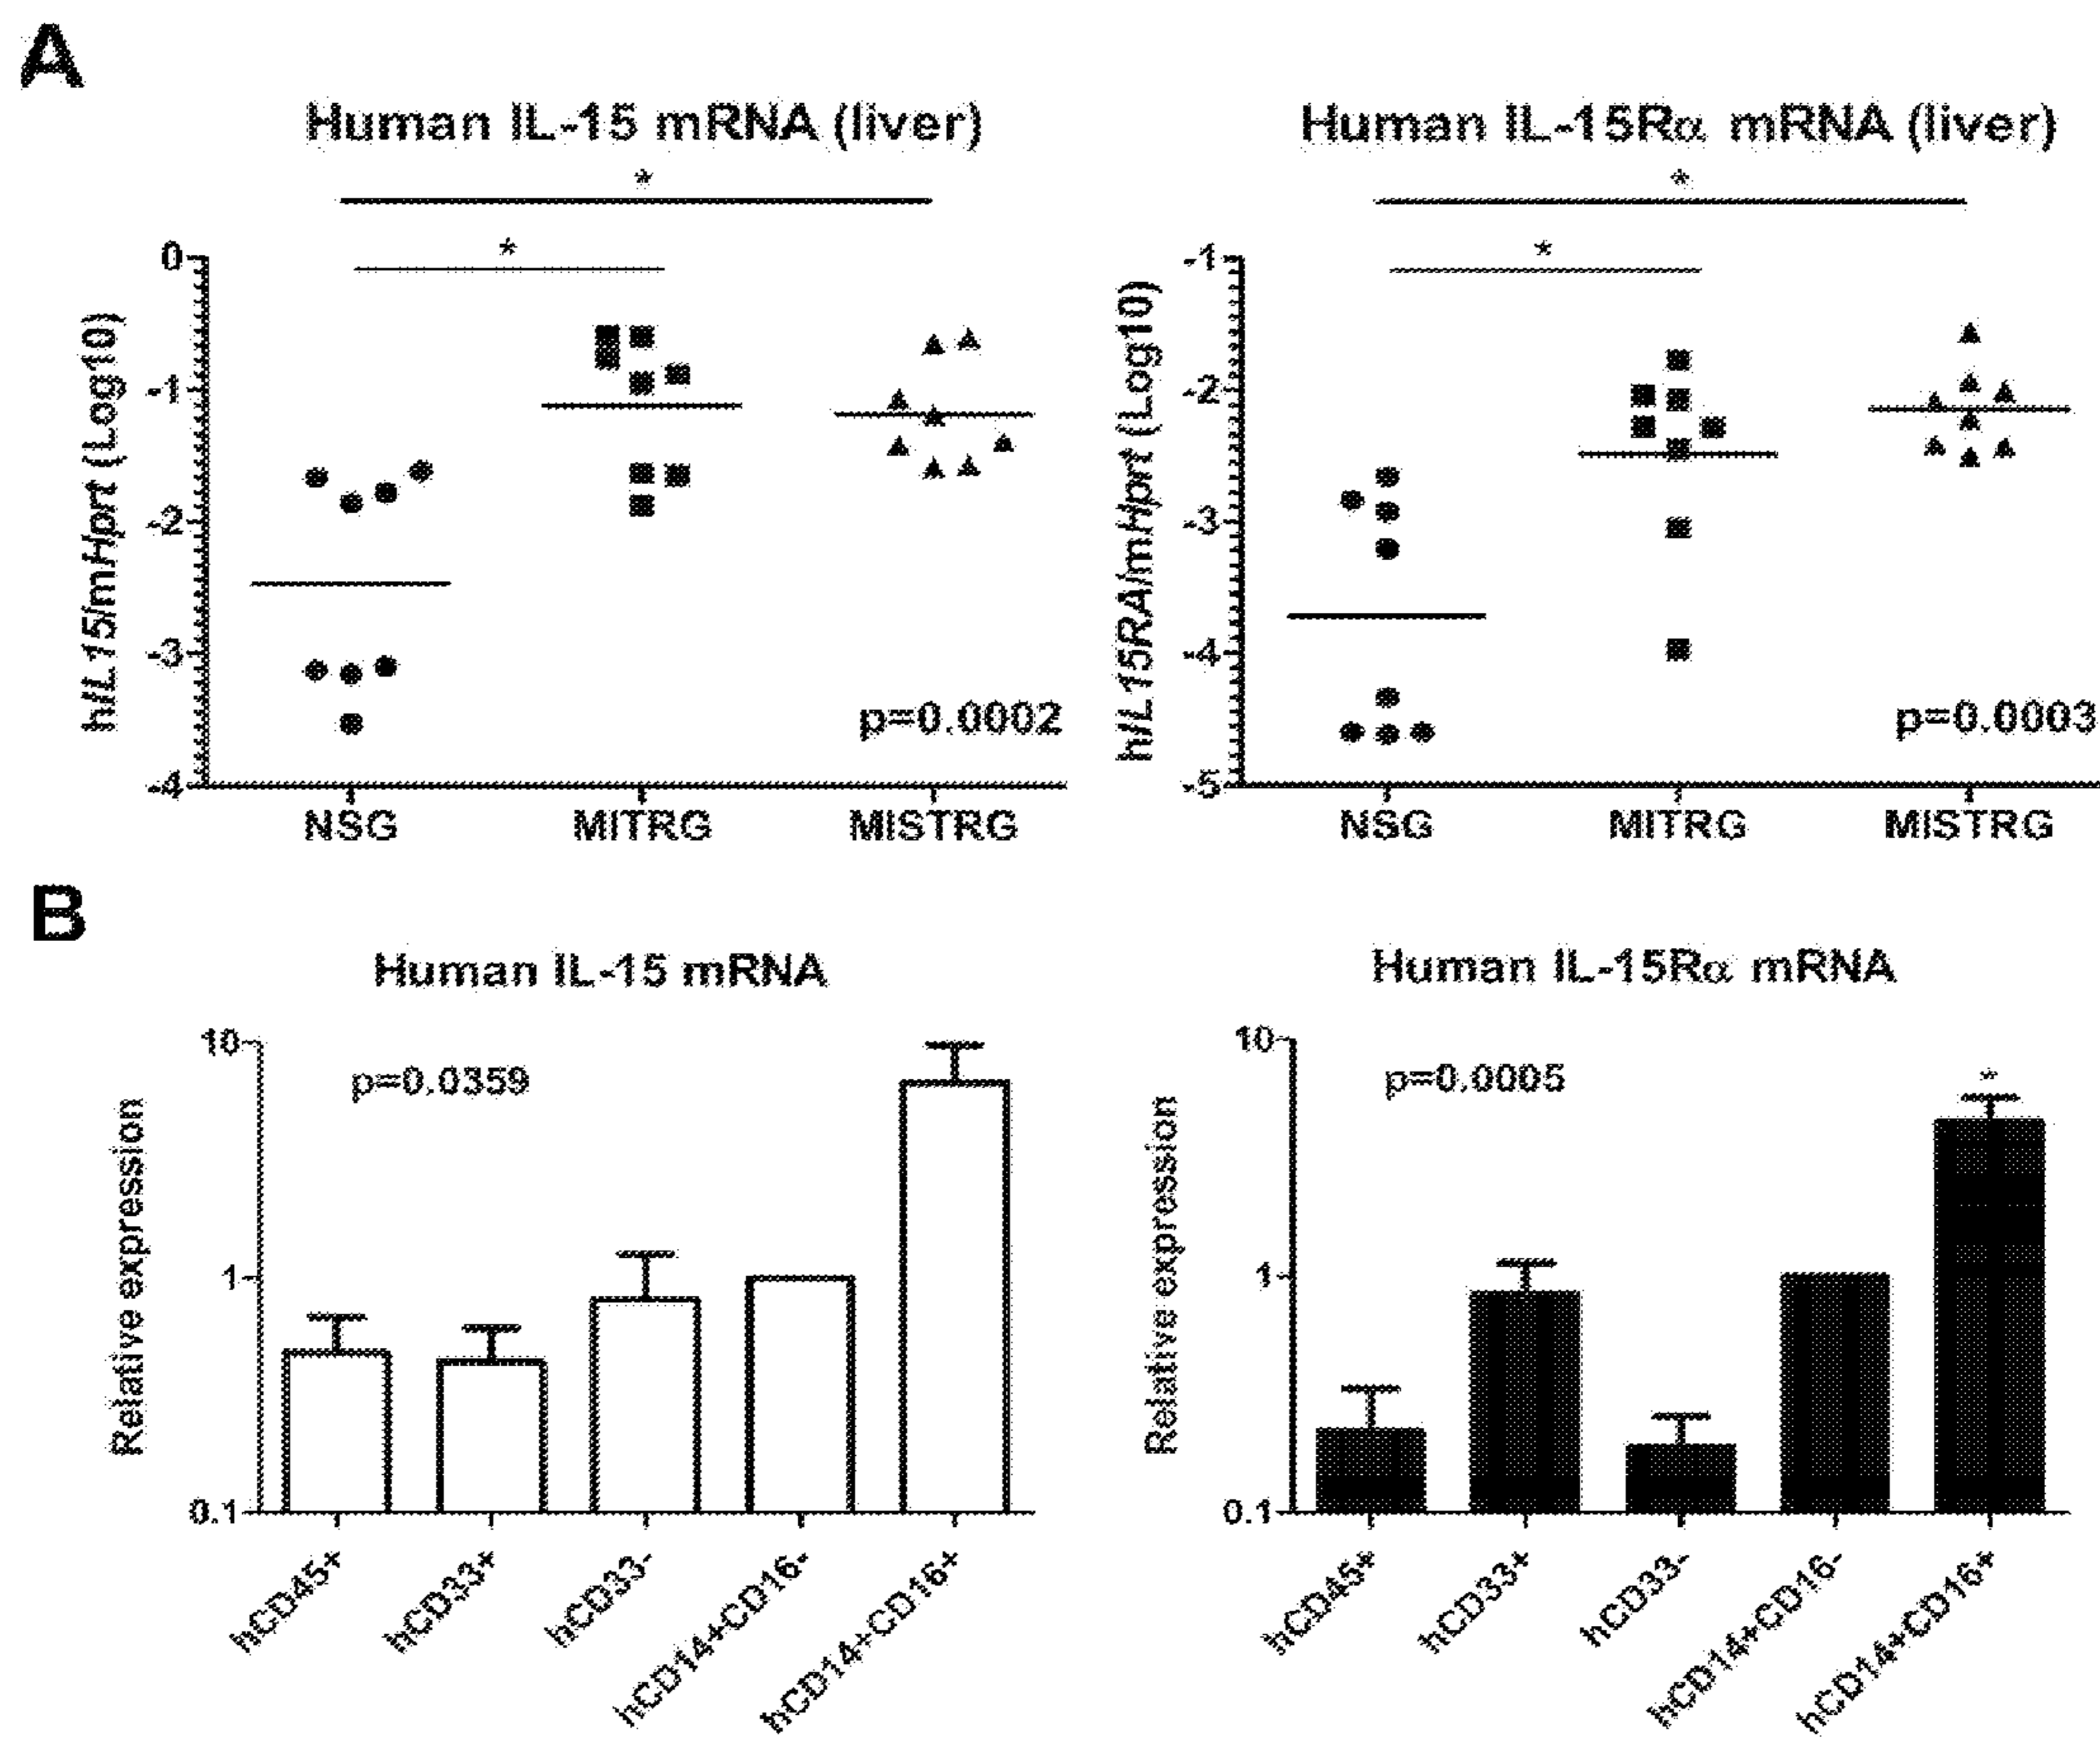 A
Human IL-15 mRNA (liver)
*
*
hIL15/mHprt (Log10)
0
-1
-2
-3
-4
NSG
MITRG
MISTRG
p=0.0002
Human IL-15Rα mRNA (liver)
*
*
hIL15RA/mHprt (Log10)
-1
-2
-3
-4
-5
NSG
MITRG
MISTRG
p=0.0003
B
Human IL-15 mRNA
Relative expression
10
1
0.1
p=0.0359
hCD45+
hCD33+
hCD33-
hCD14+CD16-
hCD14+CD16+
Human IL-15Rα mRNA
Relative expression
10
1
0.1
p=0.0005
*
hCD45+
hCD33+
hCD33-
hCD14+CD16-
hCD14+CD16+